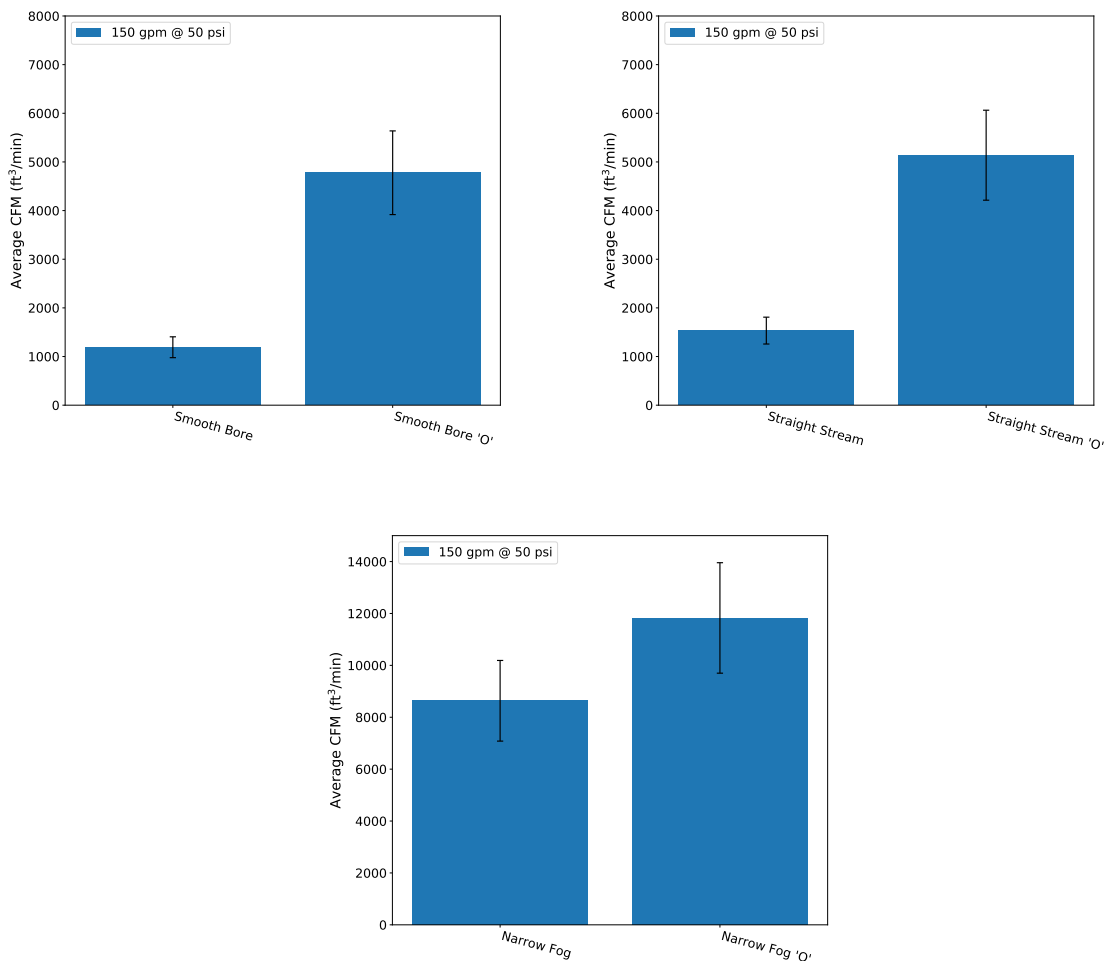 8000
7000
6000
5000
4000
3000
2000
1000
0
Average CFM (ft³/min)
150 gpm @ 50 psi
Smooth Bore
Smooth Bore 'O'
8000
7000
6000
5000
4000
3000
2000
1000
0
Average CFM (ft³/min)
150 gpm @ 50 psi
Straight Stream
Straight Stream 'O'
14000
12000
10000
8000
6000
4000
2000
0
Average CFM (ft³/min)
150 gpm @ 50 psi
Narrow Fog
Narrow Fog 'O'